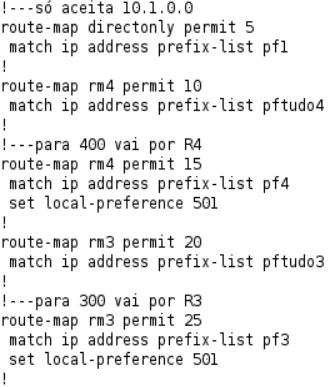 !---só aceita 10.1.0.0
route-map directonly permit 5
match ip address prefix-list pf1
!
route-map rm4 permit 10
match ip address prefix-list pftudo4
!
!---para 400 vai por R4
route-map rm4 permit 15
match ip address prefix-list pf4
set local-preference 501
!
route-map rm3 permit 20
match ip address prefix-list pftudo3
!
!---para 300 vai por R3
route-map rm3 permit 25
match ip address prefix-list pf3
set local-preference 501
!